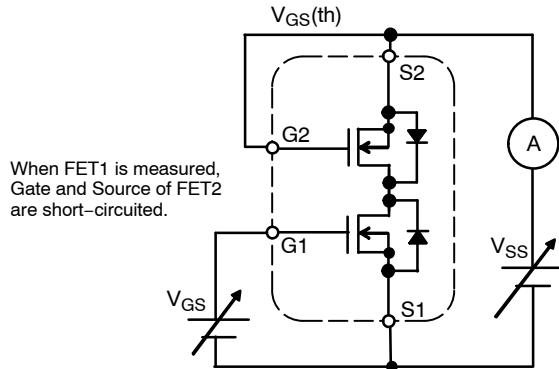 VGS(th)
S2
G2
A
When FET1 is measured,
Gate and Source of FET2
are short−circuited.
G1
VSS
VGS
S1